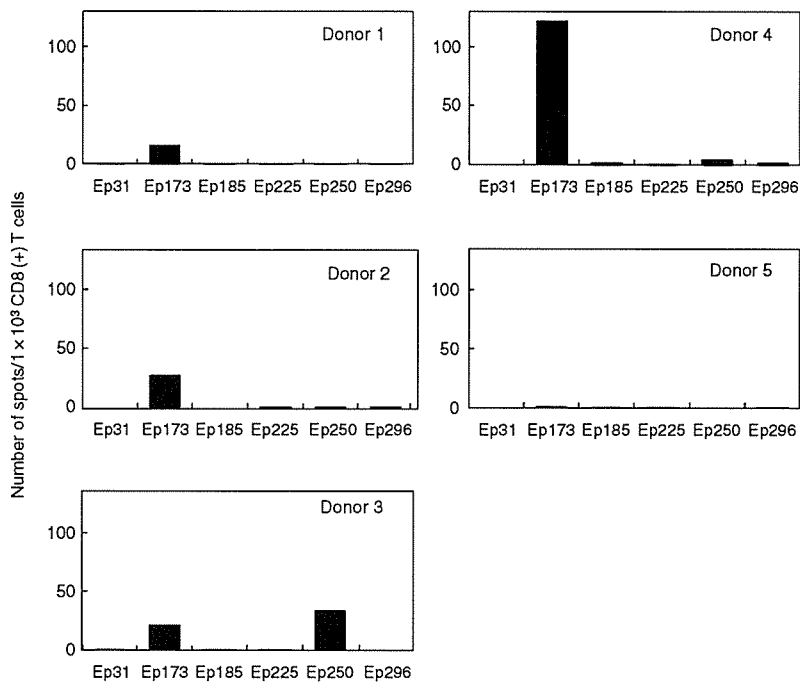 Number of spots/1 × 10³ CD8 (+) T cells
Donor 1
100
50
0
Ep31 Ep173 Ep185 Ep225 Ep250 Ep296
Donor 4
100
50
0
Ep31 Ep173 Ep185 Ep225 Ep250 Ep296
Donor 2
100
50
0
Ep31 Ep173 Ep185 Ep225 Ep250 Ep296
Donor 5
100
50
0
Ep31 Ep173 Ep185 Ep225 Ep250 Ep296
Donor 3
100
50
0
Ep31 Ep173 Ep185 Ep225 Ep250 Ep296